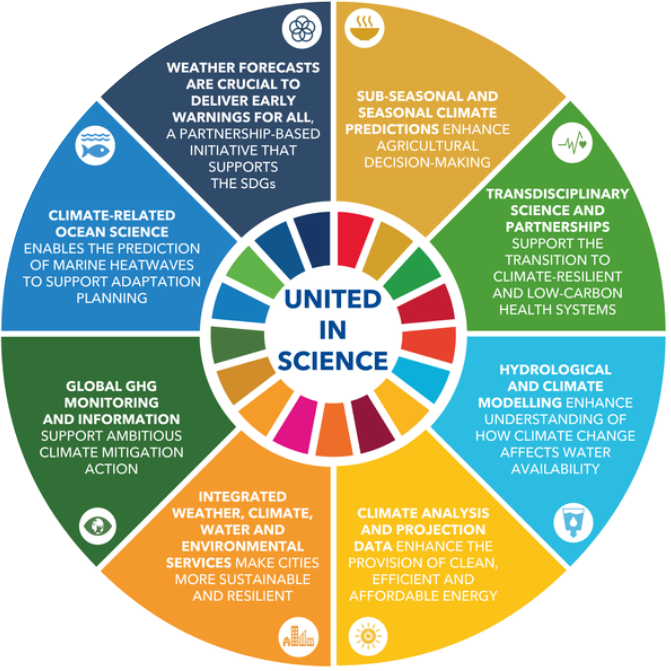 WEATHER FORECASTS
ARE CRUCIAL TO
DELIVER EARLY
WARNINGS FOR ALL,
A PARTNERSHIP-BASED
INITIATIVE THAT
SUPPORTS
THE SDGs
SUB-SEASONAL AND
SEASONAL CLIMATE
PREDICTIONS ENHANCE
AGRICULTURAL
DECISION-MAKING
TRANSDISCIPLINARY
SCIENCE AND
PARTNERSHIPS
SUPPORT THE
TRANSITION TO
CLIMATE-RESILIENT
AND LOW-CARBON
HEALTH SYSTEMS
HYDROLOGICAL
AND CLIMATE
MODELLING ENHANCE
UNDERSTANDING OF
HOW CLIMATE CHANGE
AFFECTS WATER
AVAILABILITY
CLIMATE ANALYSIS
AND PROJECTION
DATA ENHANCE THE
PROVISION OF CLEAN,
EFFICIENT AND
AFFORDABLE ENERGY
INTEGRATED
WEATHER, CLIMATE,
WATER AND
ENVIRONMENTAL
SERVICES MAKE CITIES
MORE SUSTAINABLE
AND RESILIENT
GLOBAL GHG
MONITORING
AND INFORMATION
SUPPORT AMBITIOUS
CLIMATE MITIGATION
ACTION
CLIMATE-RELATED
OCEAN SCIENCE
ENABLES THE PREDICTION
OF MARINE HEATWAVES
TO SUPPORT ADAPTATION
PLANNING
UNITED
IN
SCIENCE